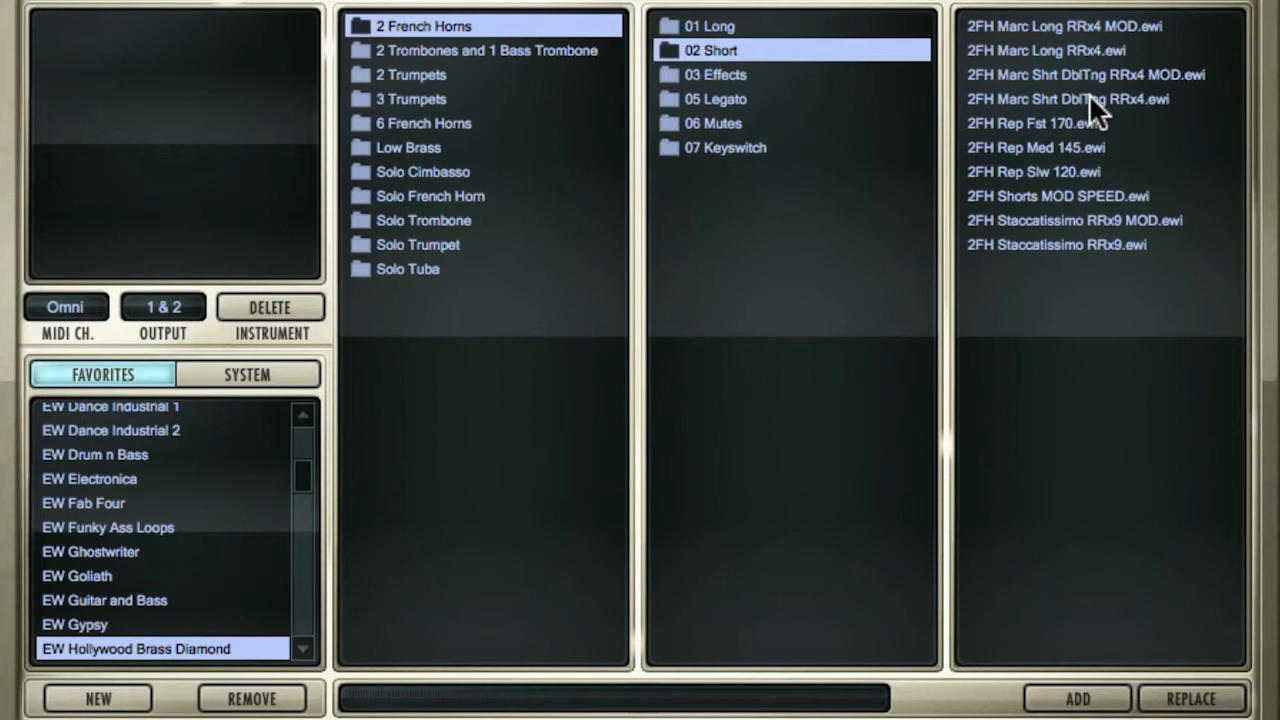 Omni
1 & 2
DELETE
MIDI CH.
OUTPUT
INSTRUMENT
FAVORITES
SYSTEM
EW Dance Industrial 1
EW Dance Industrial 2
EW Drum n Bass
EW Electronica
EW Fab Four
EW Funky Ass Loops
EW Ghostwriter
EW Goliath
EW Guitar and Bass
EW Gypsy
EW Hollywood Brass Diamond
NEW
REMOVE
2 French Horns
2 Trombones and 1 Bass Trombone
2 Trumpets
3 Trumpets
6 French Horns
Low Brass
Solo Cimbasso
Solo French Horn
Solo Trombone
Solo Trumpet
Solo Tuba
01 Long
02 Short
03 Effects
05 Legato
06 Mutes
07 Keyswitch
2FH Marc Long RRx4 MOD.ewi
2FH Marc Long RRx4.ewi
2FH Marc Shrt DblTng RRx4 MOD.ewi
2FH Marc Shrt DblTng RRx4.ewi
2FH Rep Fst 170.ewi
2FH Rep Med 145.ewi
2FH Rep Slw 120.ewi
2FH Shorts MOD SPEED.ewi
2FH Staccatissimo RRx9 MOD.ewi
2FH Staccatissimo RRx9.ewi
ADD
REPLACE